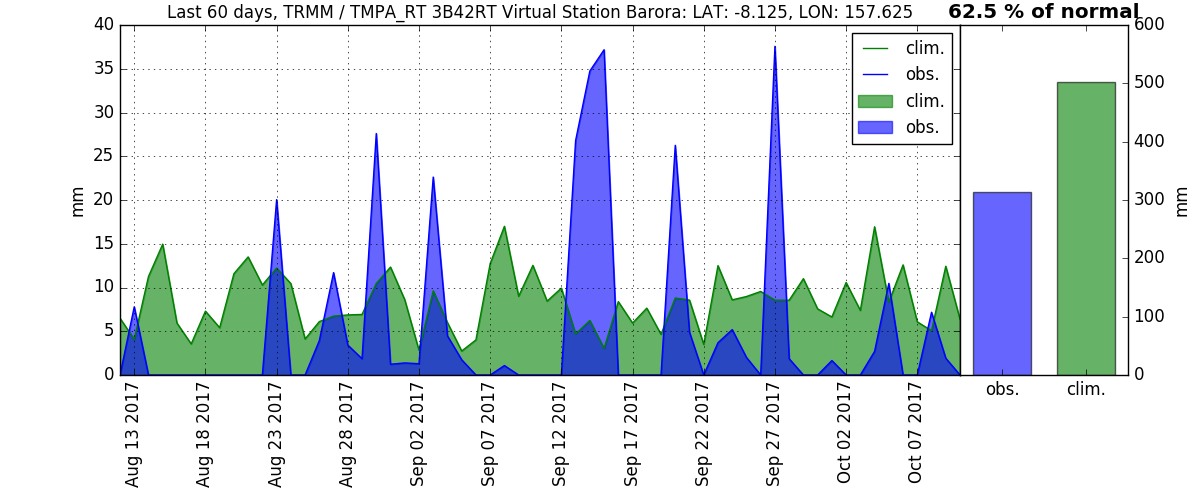 Last 60 days, TRMM / TMPA_RT 3B42RT Virtual Station Barora: LAT: -8.125, LON: 157.625
62.5 % of normal
40
35
30
25
20
15
10
5
0
mm
clim.
obs.
clim.
obs.
600
500
400
300
200
100
0
mm
Aug 13 2017
Aug 18 2017
Aug 23 2017
Aug 28 2017
Sep 02 2017
Sep 07 2017
Sep 12 2017
Sep 17 2017
Sep 22 2017
Sep 27 2017
Oct 02 2017
Oct 07 2017
obs.
clim.